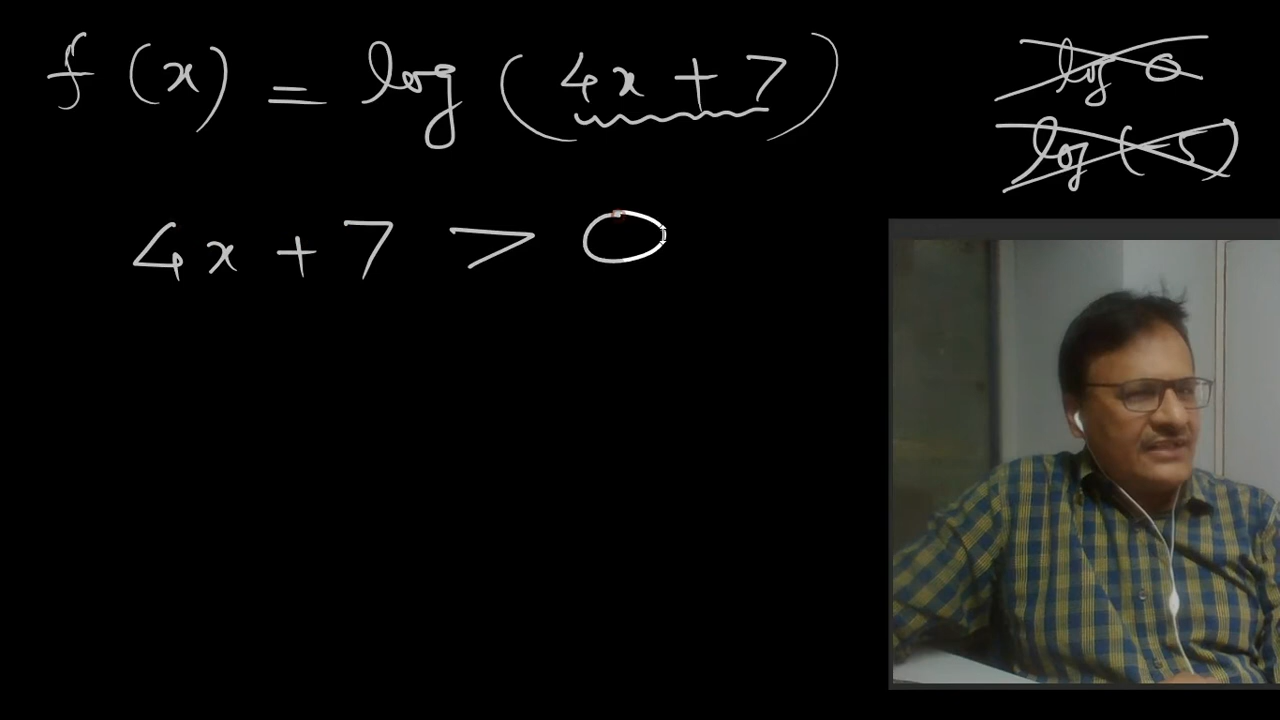 f(x) = log(4x + 7)
log 0
log(-5)
4x + 7 > 0